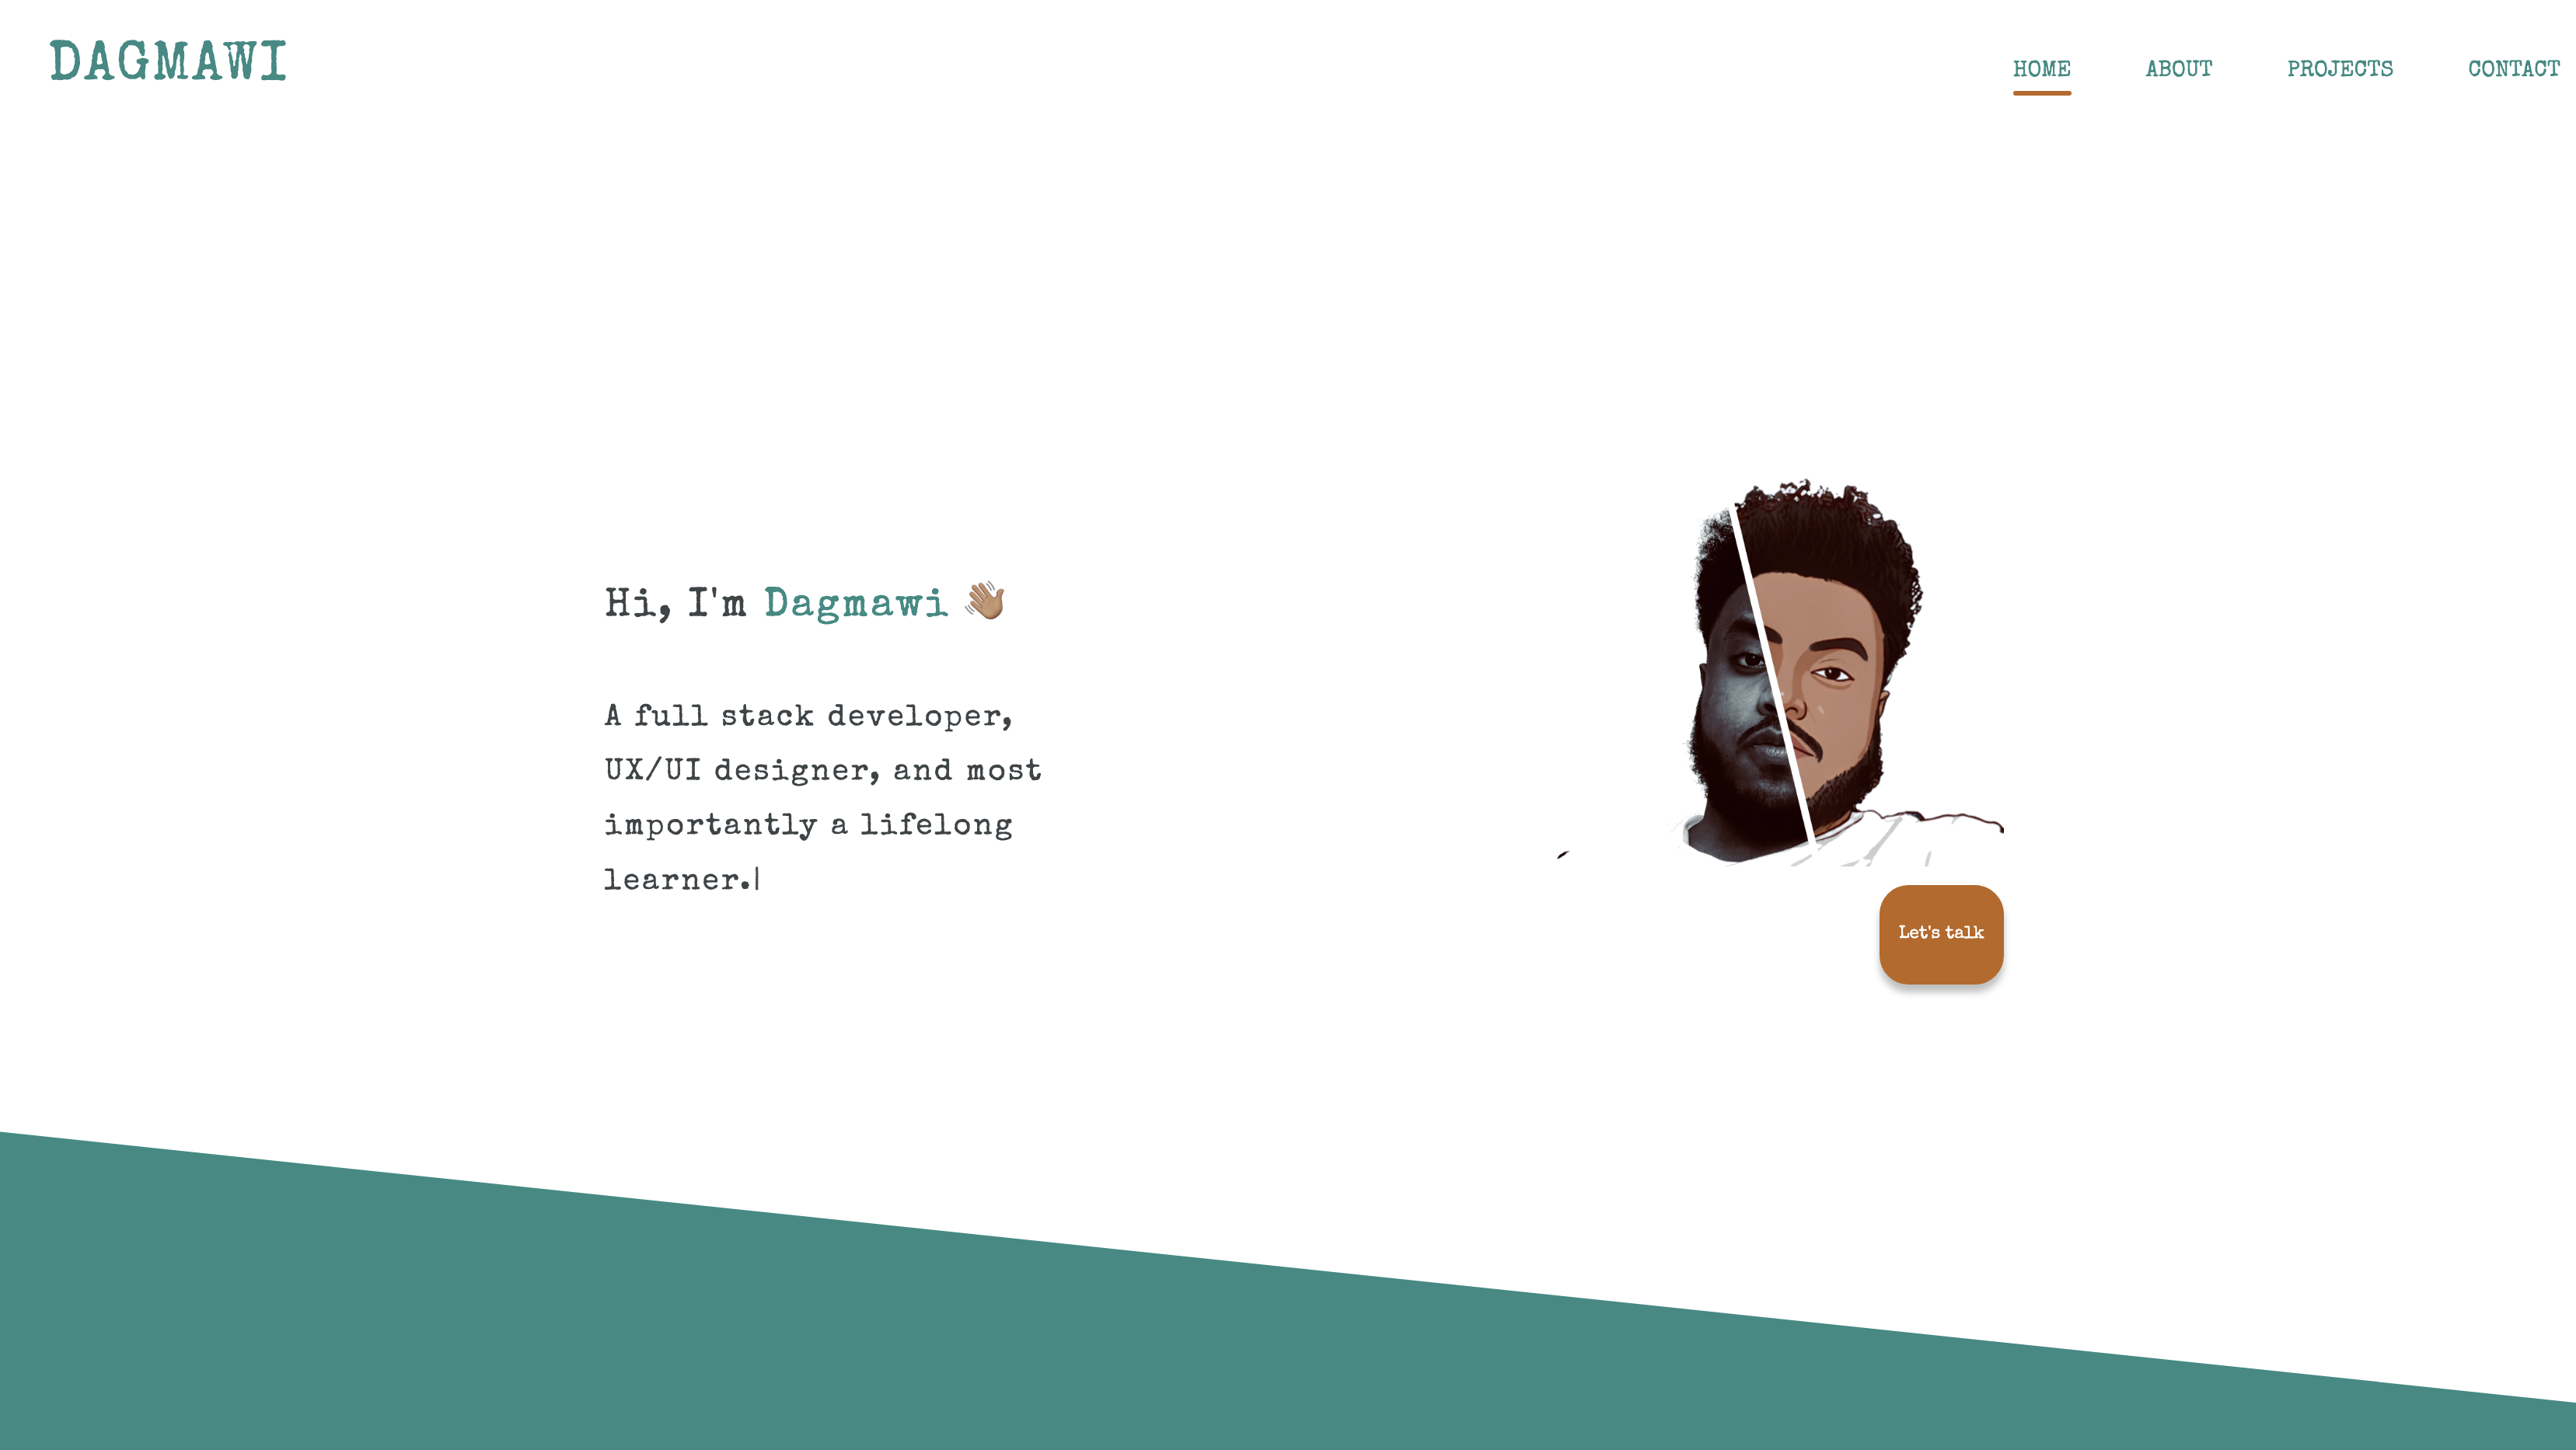 DAGMAWI
HOME ABOUT PROJECTS CONTACT
Hi, I'm Dagmawi 👋🏽
A full stack developer,
UX/UI designer, and most
importantly a lifelong
learner.|
Let's talk